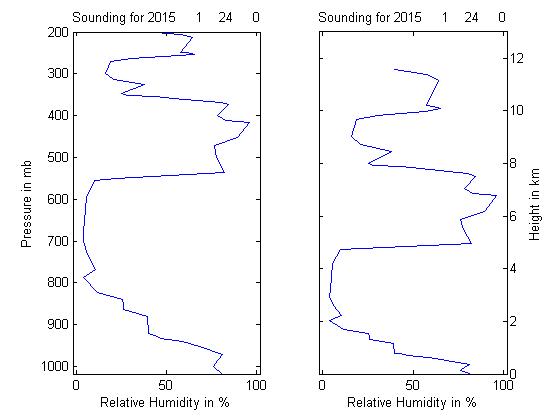 Sounding for 2015 1 24 0
200
300
400
500
600
700
800
900
1000
Pressure in mb
0 50 100
Relative Humidity in %
Sounding for 2015 1 24 0
12
10
8
6
4
2
0
Height in km
0 50 100
Relative Humidity in %